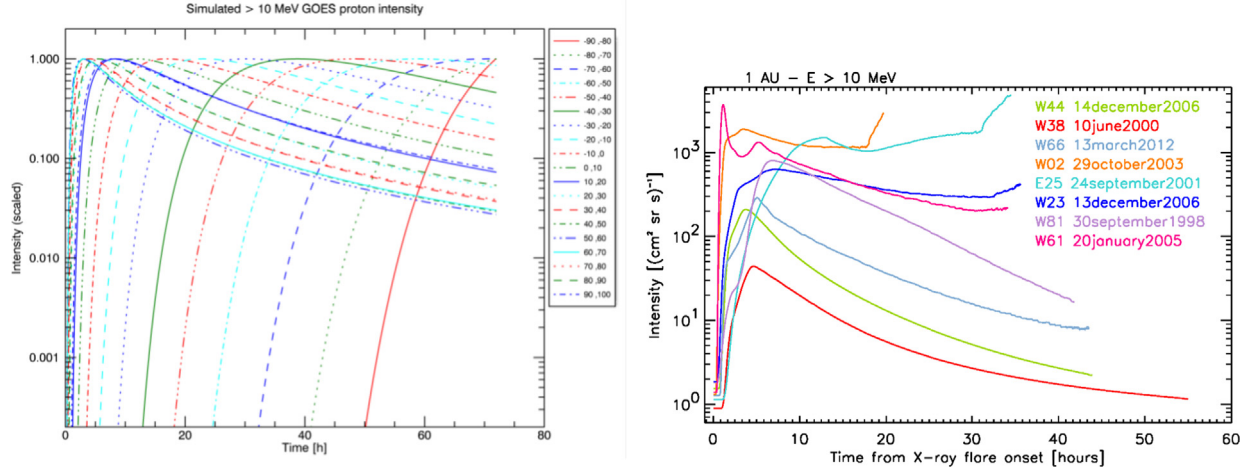 Simulated > 10 MeV GOES proton intensity
Intensity (scaled)
1.000
0.100
0.010
0.001
0
20
40
60
80
Time [h]
-90 ,-80
-80 ,-70
-70 ,-60
-60 ,-50
-50 ,-40
-40 ,-30
-30 ,-20
-20 ,-10
-10 ,0
0 ,10
10 ,20
20 ,30
30 ,40
40 ,50
50 ,60
60 ,70
70 ,80
80 ,90
90 ,100
1 AU – E > 10 MeV
Intensity [(cm² sr s)⁻¹]
10³
10²
10¹
10⁰
0
10
20
30
40
50
60
Time from X-ray flare onset [hours]
W44 14december2006
W38 10june2000
W66 13march2012
W02 29october2003
E25 24september2001
W23 13december2006
W81 30september1998
W61 20january2005